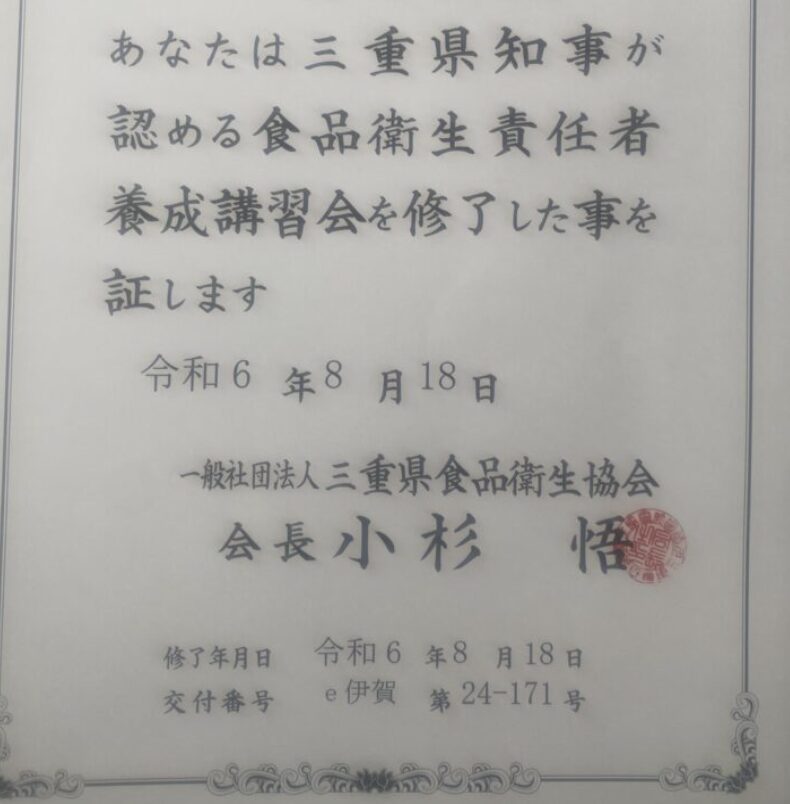 あなたは三重県知事が
認める食品衛生責任者
養成講習会を修了した事を
証します
令和6年8月18日
一般社団法人三重県食品衛生協会
会長 小杉 悟
修了年月日 令和6年8月18日
交付番号 e伊賀 第24-171号